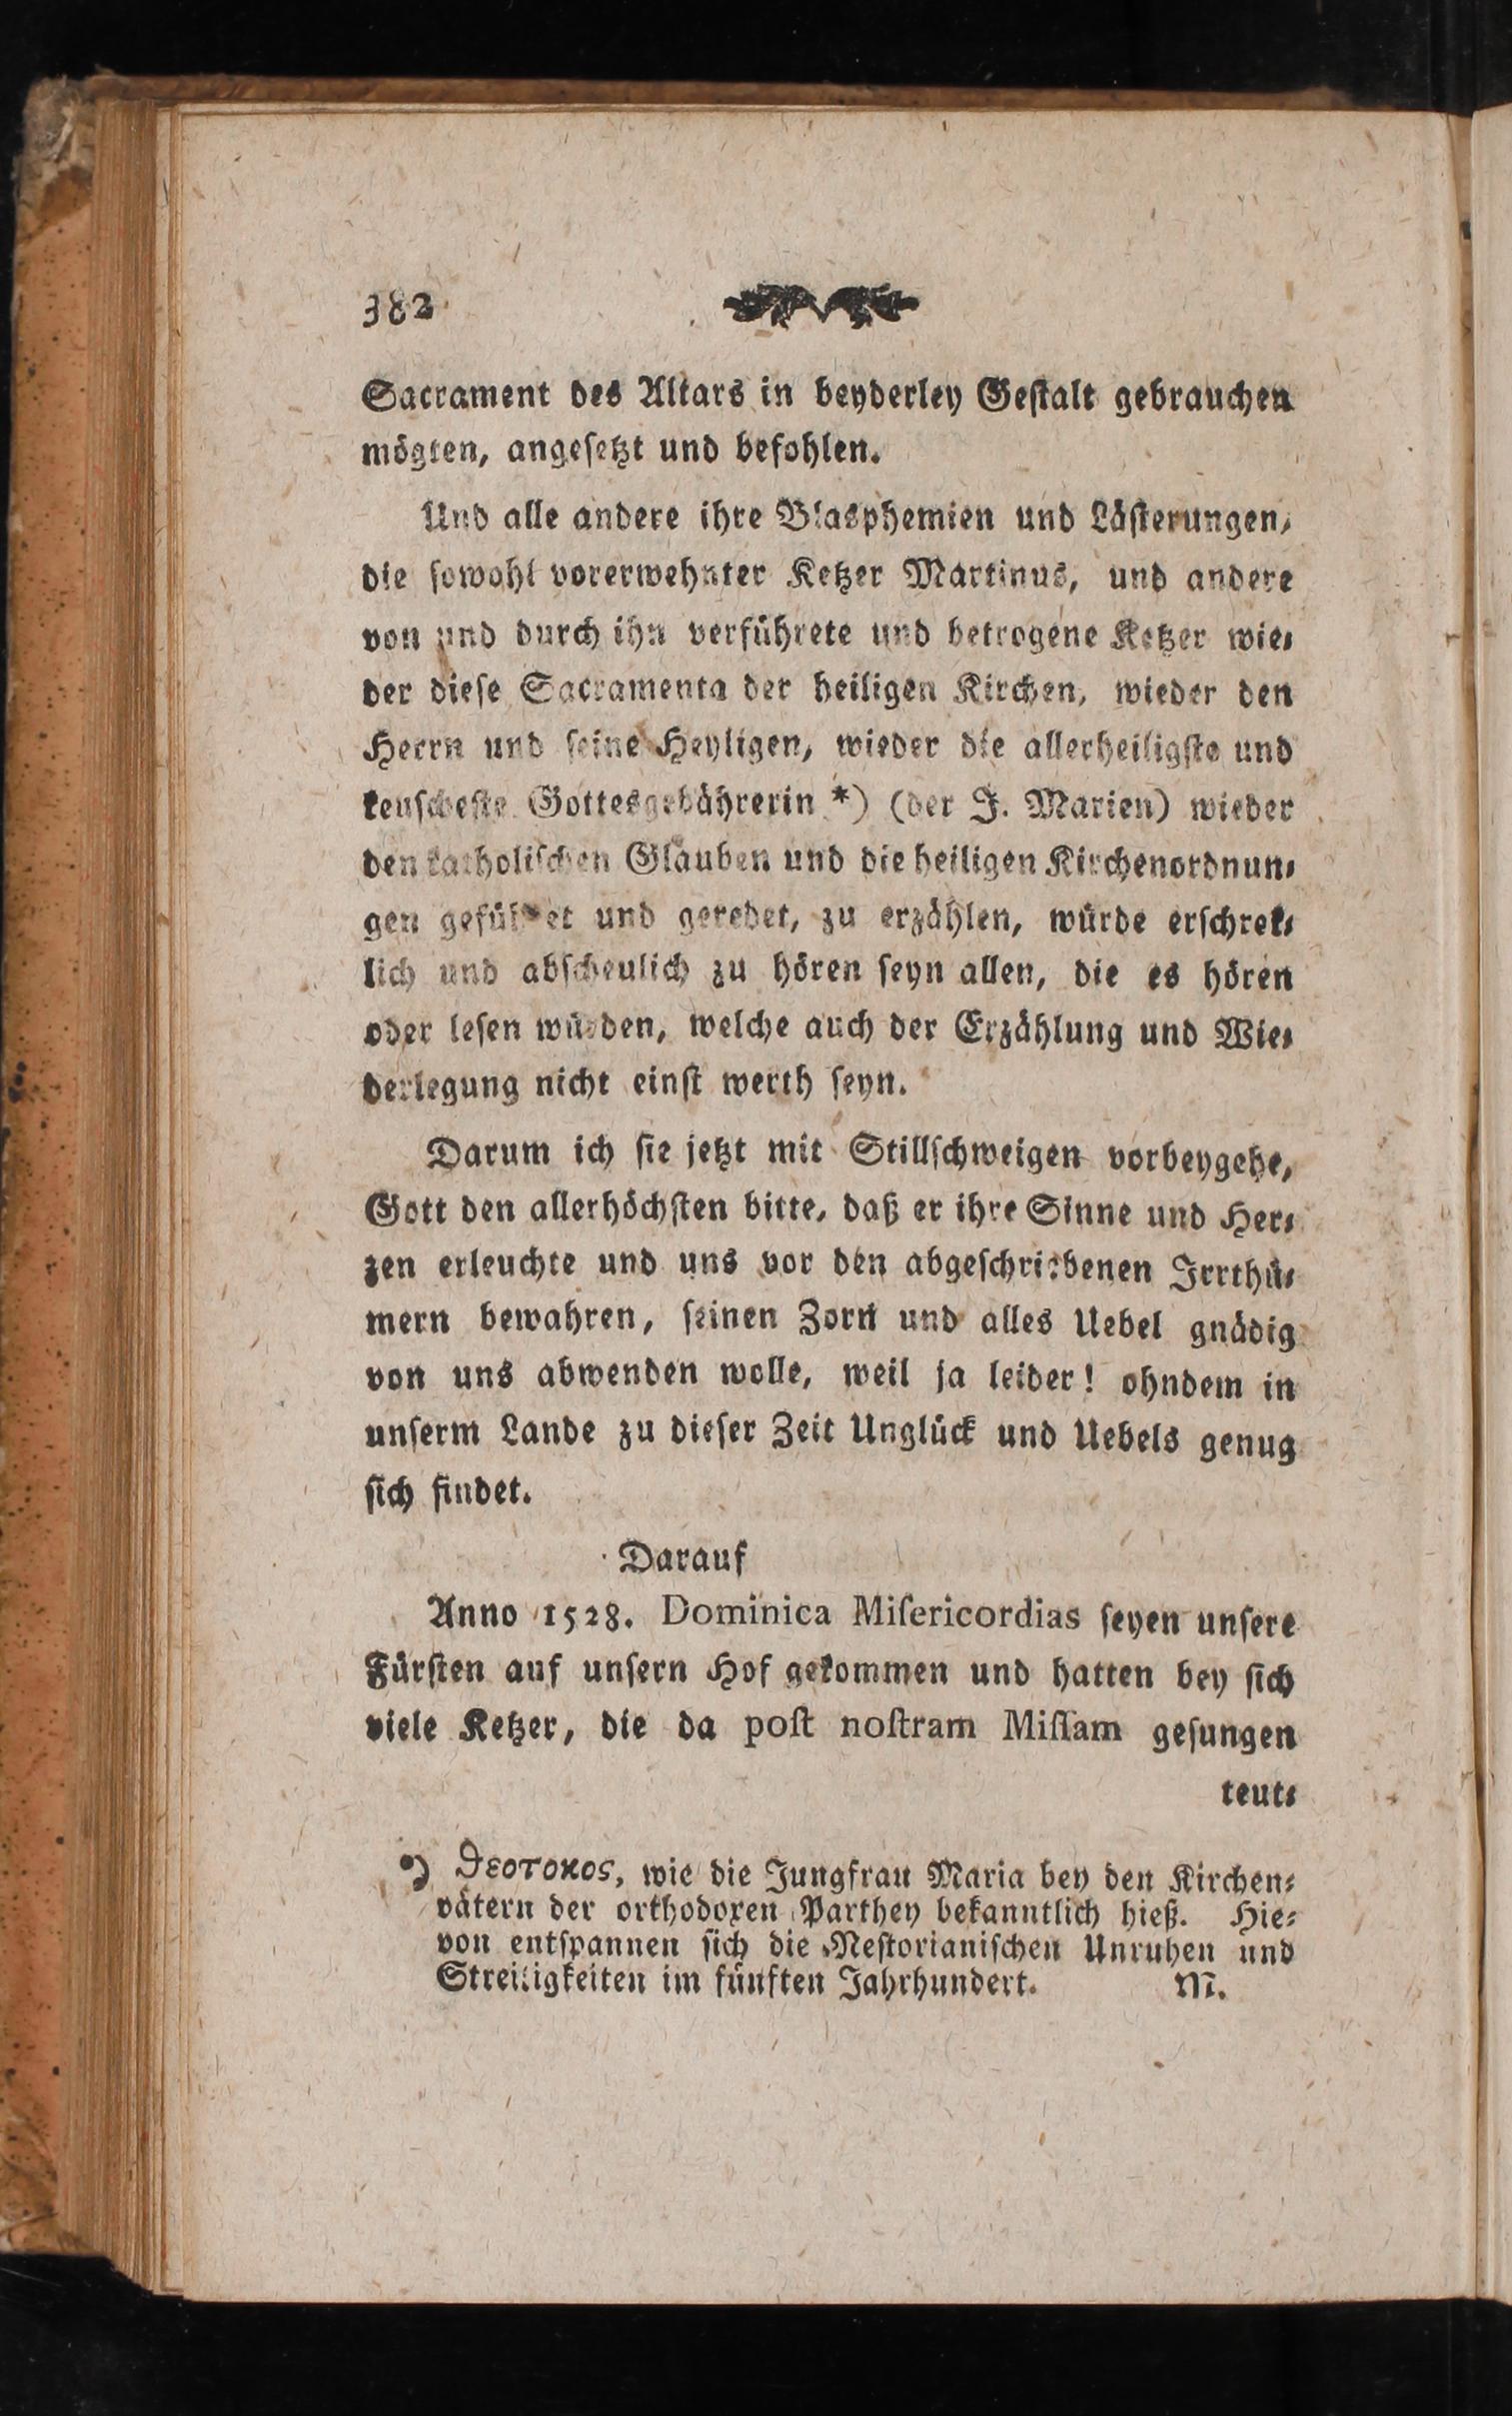 382
Sacrament des Altars in beyderley Gestalt gebrauchen
mögten, angesetzt und befohlen.
Und alle andere ihre Blasphemien und Lästerungen,
die sowohl vorerwehnter Ketzer Martinus, und andere
von und durch ihn verführete und betrogene Ketzer wie-
der diese Sacramenta der heiligen Kirchen, wieder den
Herrn und seine Heyligen, wieder die allerheiligste und
keuscheste Gottesgebährerin *) (der J. Marien) wieder
den katholischen Glauben und die heiligen Kirchenordnun-
gen und geredet, zu erzählen, würde erschrek-
lich und abscheulich zu hören seyn allen, die es hören
oder lesen würden, welche auch der Erzählung und Wie-
derlegung nicht einst werth seyn.
Darum ich sie jetzt mit Stillschweigen vorbeygehe,
Gott den allerhöchsten bitte, daß er ihre Sinne und Her-
zen erleuchte und uns vor den abgeschriebenen Irrthü-
mern bewahren, seinen Zorn und alles Uebel gnädig
von uns abwenden wolle, weil ja leider! ohndem in
unserm Lande zu dieser Zeit Unglück und Uebels genug
sich findet.
Darauf
Anno 1528. Dominica Misericordias seyen unsere
Fürsten auf unsern Hof gekommen und hatten bey sich
viele Ketzer, die da post nostram Missam gesungen
teut-
*) ϑεοτοκος, wie die Jungfrau Maria bey den Kirchen-
vätern der orthodoxen Parthey bekanntlich hieß. Hie-
von entspannen sich die Nestorianischen Unruhen und
Streitigkeiten im fünften Jahrhundert. M.